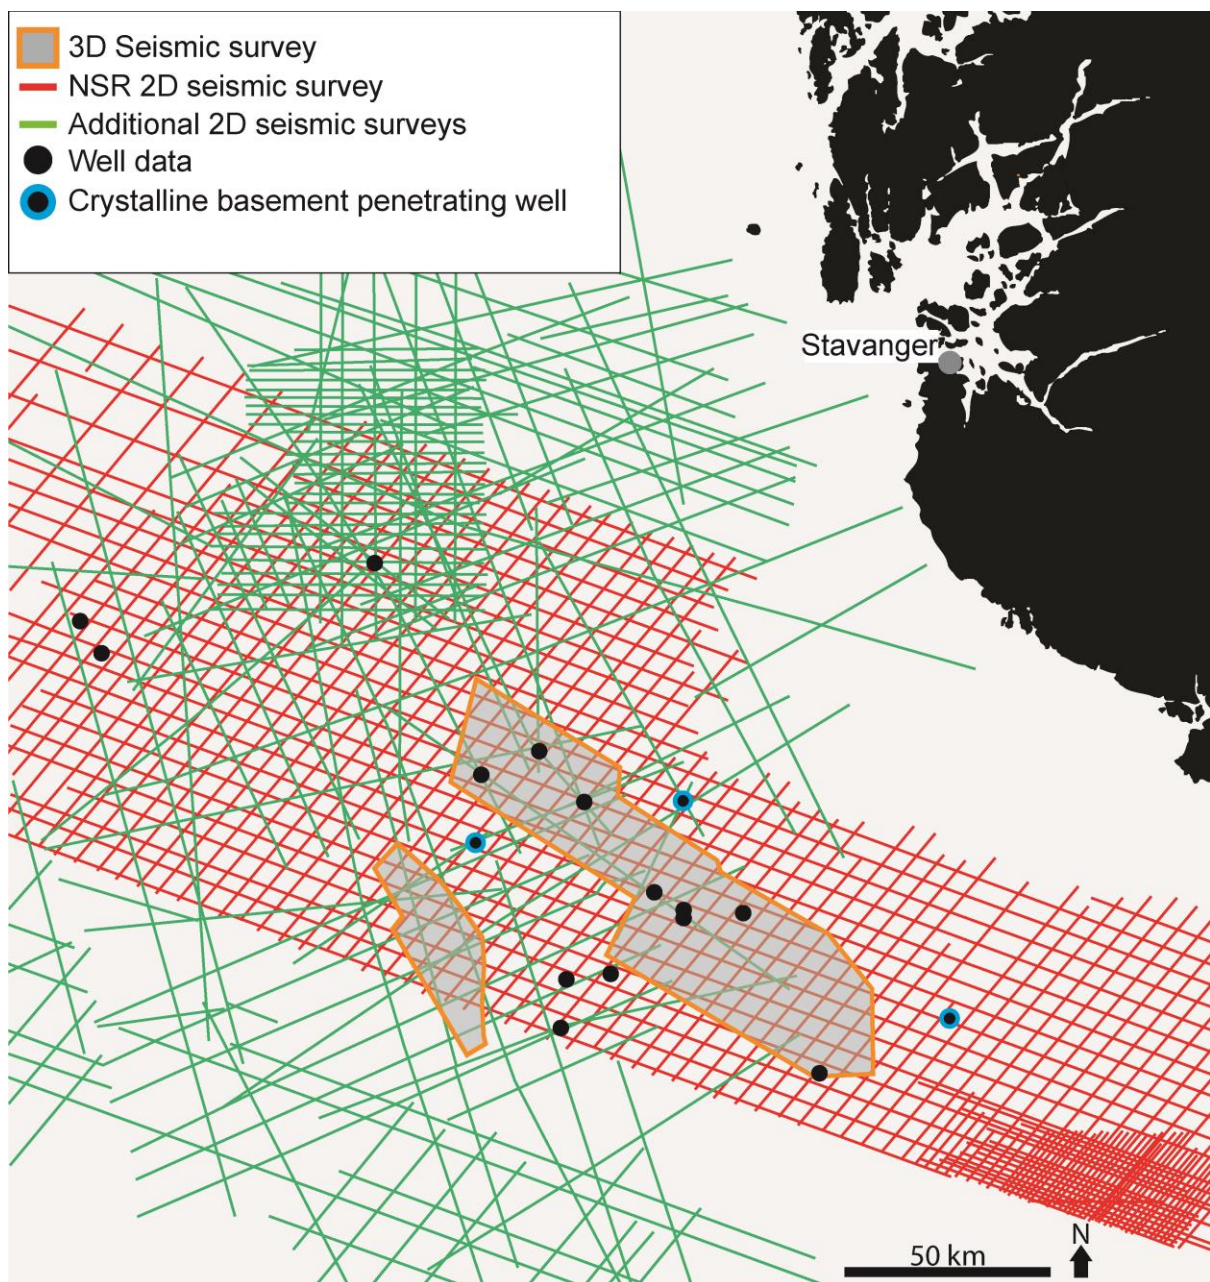 3D Seismic survey
NSR 2D seismic survey
Additional 2D seismic surveys
Well data
Crystalline basement penetrating well
Stavanger
50 km
N